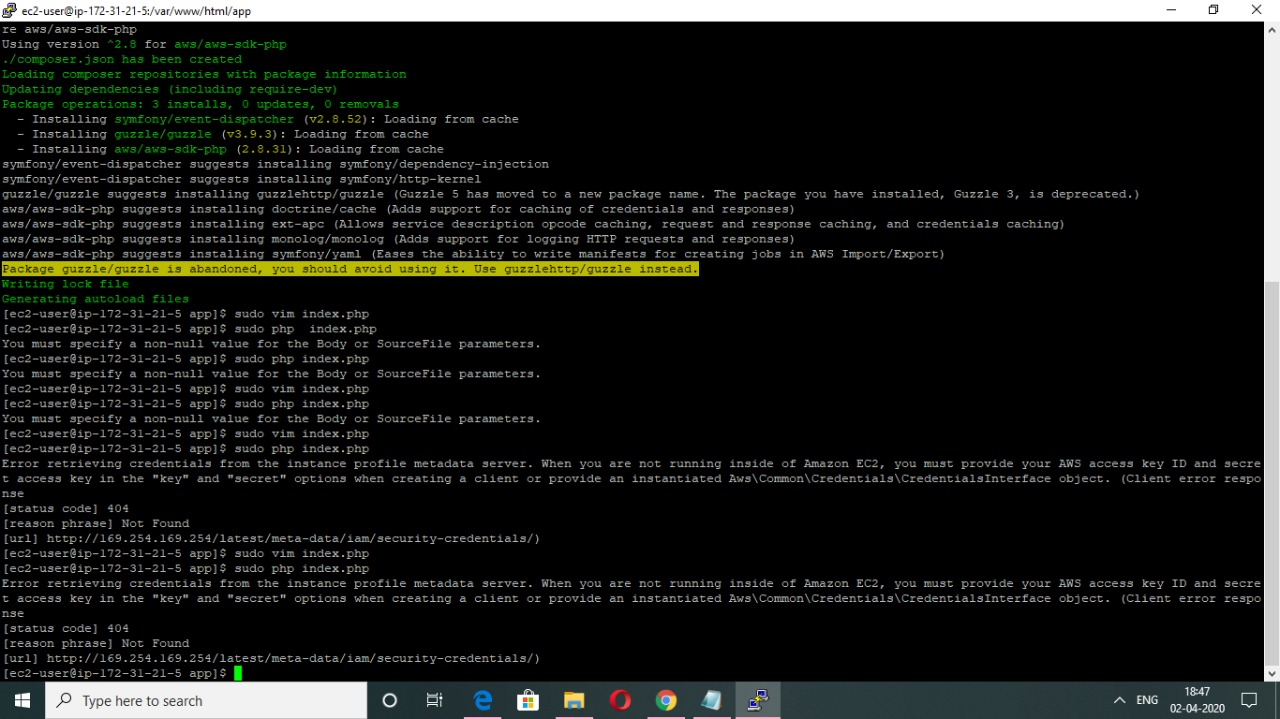 ec2-user@ip-172-31-21-5:/var/www/html/app
re aws/aws-sdk-php
Using version ^2.8 for aws/aws-sdk-php
./composer.json has been created
Loading composer repositories with package information
Updating dependencies (including require-dev)
Package operations: 3 installs, 0 updates, 0 removals
  - Installing symfony/event-dispatcher (v2.8.52): Loading from cache
  - Installing guzzle/guzzle (v3.9.3): Loading from cache
  - Installing aws/aws-sdk-php (2.8.31): Loading from cache
symfony/event-dispatcher suggests installing symfony/dependency-injection
symfony/event-dispatcher suggests installing symfony/http-kernel
guzzle/guzzle suggests installing guzzlehttp/guzzle (Guzzle 5 has moved to a new package name. The package you have installed, Guzzle 3, is deprecated.)
aws/aws-sdk-php suggests installing doctrine/cache (Adds support for caching of credentials and responses)
aws/aws-sdk-php suggests installing ext-apc (Allows service description opcode caching, request and response caching, and credentials caching)
aws/aws-sdk-php suggests installing monolog/monolog (Adds support for logging HTTP requests and responses)
aws/aws-sdk-php suggests installing symfony/yaml (Eases the ability to write manifests for creating jobs in AWS Import/Export)
Package guzzle/guzzle is abandoned, you should avoid using it. Use guzzlehttp/guzzle instead.
Writing lock file
Generating autoload files
[ec2-user@ip-172-31-21-5 app]$ sudo vim index.php
[ec2-user@ip-172-31-21-5 app]$ sudo php  index.php
You must specify a non-null value for the Body or SourceFile parameters.
[ec2-user@ip-172-31-21-5 app]$ sudo php index.php
You must specify a non-null value for the Body or SourceFile parameters.
[ec2-user@ip-172-31-21-5 app]$ sudo vim index.php
[ec2-user@ip-172-31-21-5 app]$ sudo php index.php
You must specify a non-null value for the Body or SourceFile parameters.
[ec2-user@ip-172-31-21-5 app]$ sudo vim index.php
[ec2-user@ip-172-31-21-5 app]$ sudo php index.php
Error retrieving credentials from the instance profile metadata server. When you are not running inside of Amazon EC2, you must provide your AWS access key ID and secre
t access key in the "key" and "secret" options when creating a client or provide an instantiated Aws\Common\Credentials\CredentialsInterface object. (Client error respo
nse
[status code] 404
[reason phrase] Not Found
[url] http://169.254.169.254/latest/meta-data/iam/security-credentials/)
[ec2-user@ip-172-31-21-5 app]$ sudo vim index.php
[ec2-user@ip-172-31-21-5 app]$ sudo php index.php
Error retrieving credentials from the instance profile metadata server. When you are not running inside of Amazon EC2, you must provide your AWS access key ID and secre
t access key in the "key" and "secret" options when creating a client or provide an instantiated Aws\Common\Credentials\CredentialsInterface object. (Client error respo
nse
[status code] 404
[reason phrase] Not Found
[url] http://169.254.169.254/latest/meta-data/iam/security-credentials/)
[ec2-user@ip-172-31-21-5 app]$
Type here to search
ENG
18:47
02-04-2020